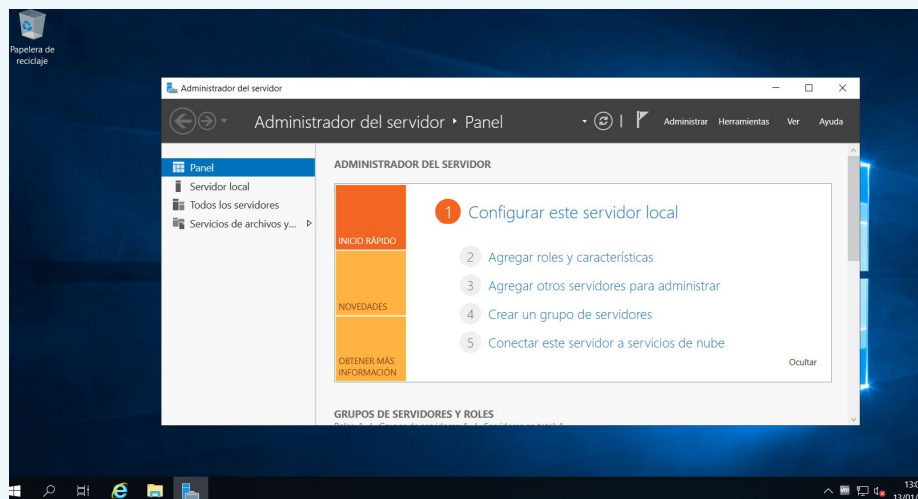 Papelera de
reciclaje
Administrador del servidor
Administrador del servidor • Panel
Administrar Herramientas Ver Ayuda
Panel
Servidor local
Todos los servidores
Servicios de archivos y...
ADMINISTRADOR DEL SERVIDOR
INICIO RÁPIDO
NOVEDADES
OBTENER MÁS
INFORMACIÓN
1 Configurar este servidor local
2 Agregar roles y características
3 Agregar otros servidores para administrar
4 Crear un grupo de servidores
5 Conectar este servidor a servicios de nube
Ocultar
GRUPOS DE SERVIDORES Y ROLES